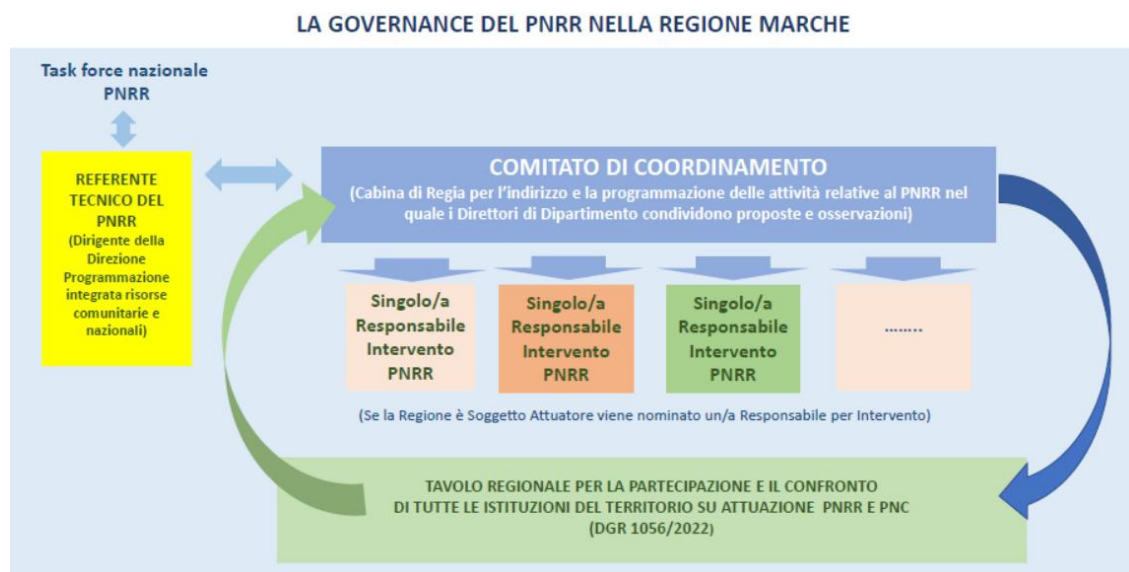 LA GOVERNANCE DEL PNRR NELLA REGIONE MARCHE
Task force nazionale
PNRR
REFERENTE
TECNICO DEL
PNRR
(Dirigente della
Direzione
Programmazione
integrata risorse
comunitarie e
nazionali)
COMITATO DI COORDINAMENTO
(Cabina di Regia per l'indirizzo e la programmazione delle attività relative al PNRR nel
quale i Direttori di Dipartimento condividono proposte e osservazioni)
Singolo/a
Responsabile
Intervento
PNRR
Singolo/a
Responsabile
Intervento
PNRR
Singolo/a
Responsabile
Intervento
PNRR
........
(Se la Regione è Soggetto Attuatore viene nominato un/a Responsabile per Intervento)
TAVOLO REGIONALE PER LA PARTECIPAZIONE E IL CONFRONTO
DI TUTTE LE ISTITUZIONI DEL TERRITORIO SU ATTUAZIONE PNRR E PNC
(DGR 1056/2022)